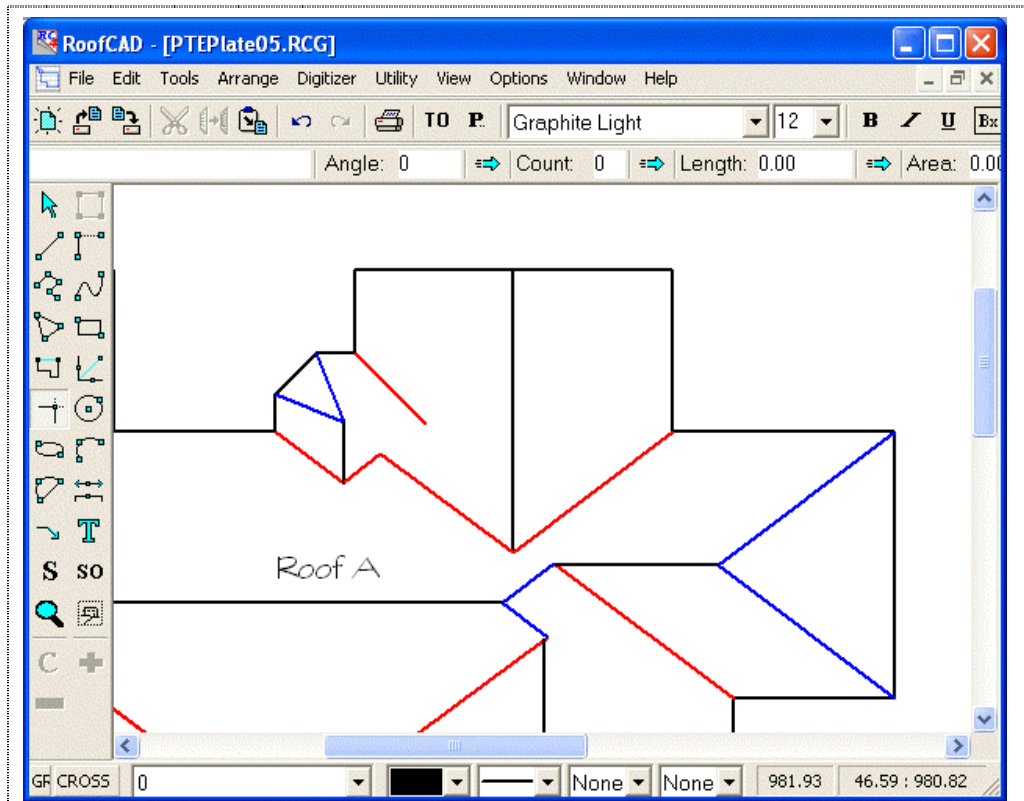 RoofCAD - [PTEPlate05.RCG]
File Edit Tools Arrange Digitizer Utility View Options Window Help
TO P. Graphite Light 12 B I U Bx
Angle: 0 Count: 0 Length: 0.00 Area: 0.00
T
S SO
Roof A
C
GF CROSS 0 None None 981.93 46.59 : 980.82